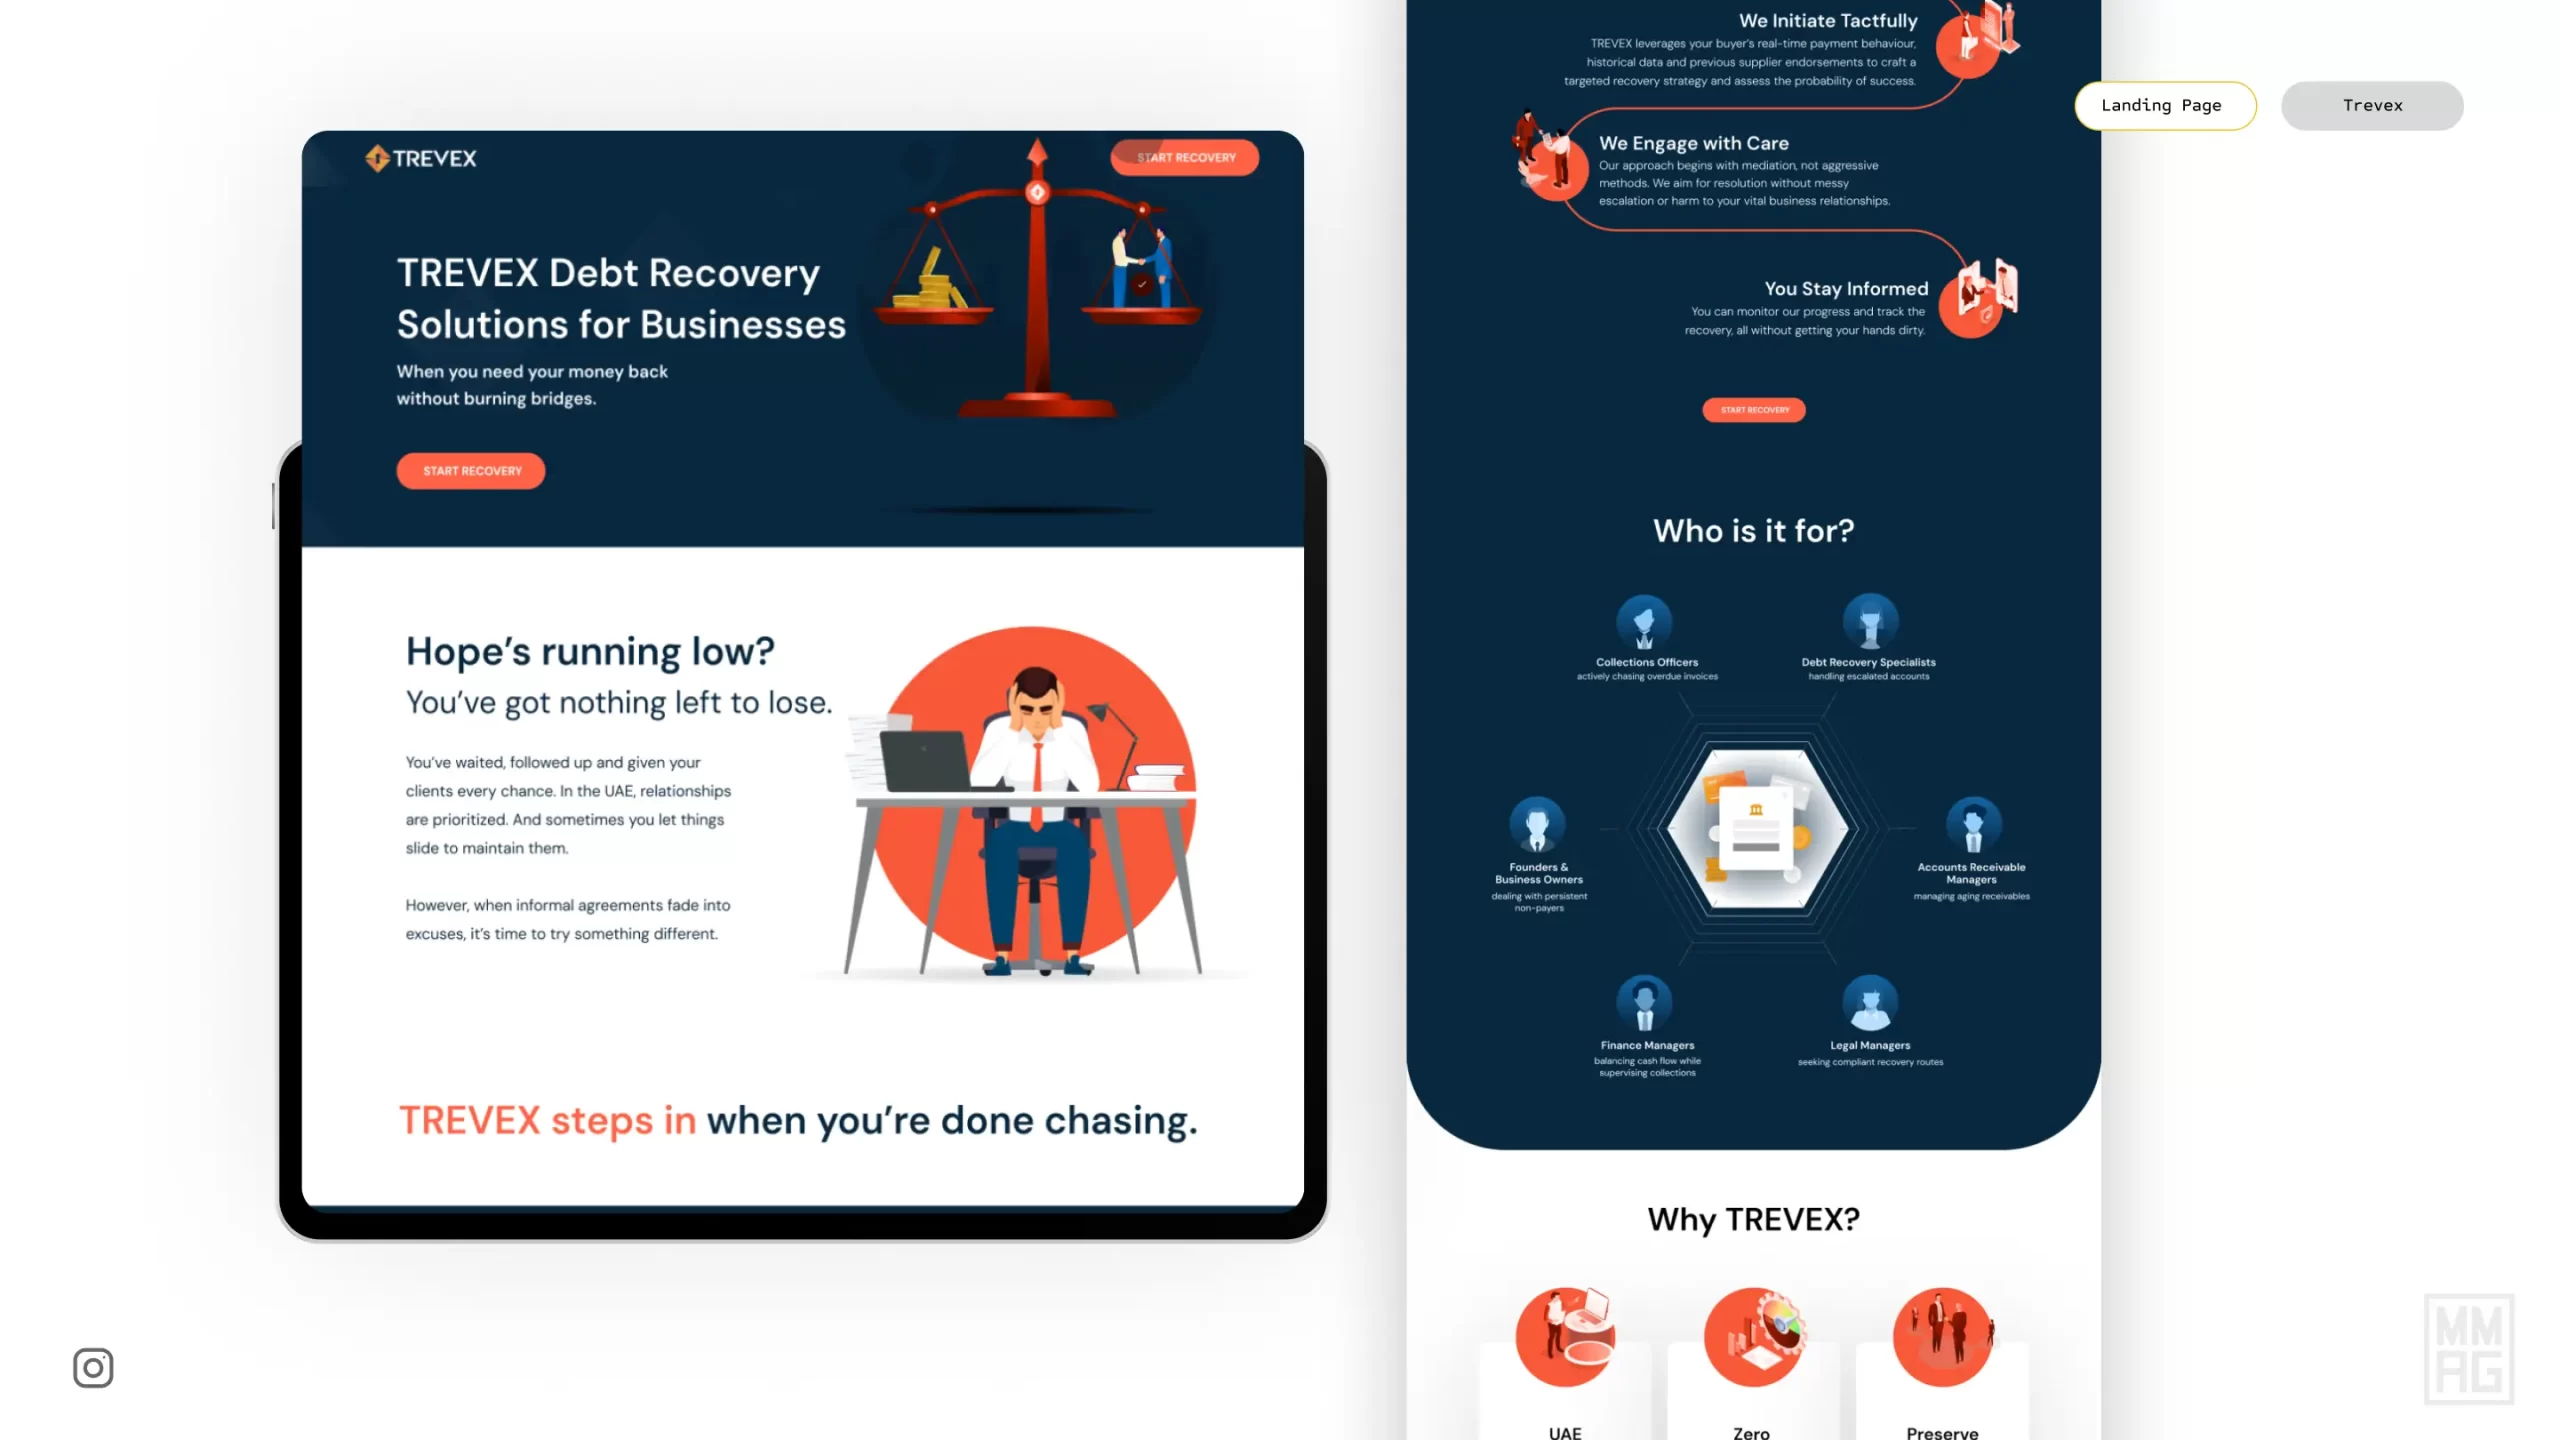 TREVEX
START RECOVERY
TREVEX Debt Recovery
Solutions for Businesses
When you need your money back
without burning bridges.
START RECOVERY
Hope's running low?
You've got nothing left to lose.
You've waited, followed up and given your
clients every chance. In the UAE, relationships
are prioritized. And sometimes you let things
slide to maintain them.
However, when informal agreements fade into
excuses, it's time to try something different.
TREVEX steps in when you're done chasing.
We Initiate Tactfully
TREVEX leverages your buyer's real-time payment behaviour,
historical data and previous supplier endorsements to craft a
targeted recovery strategy and assess the probability of success.
We Engage with Care
Our approach begins with mediation, not aggressive
methods. We aim for resolution without messy
escalation or harm to your vital business relationships.
You Stay Informed
You can monitor our progress and track the
recovery, all without getting your hands dirty.
START RECOVERY
Who is it for?
Collections Officers
actively chasing overdue invoices
Debt Recovery Specialists
handling escalated accounts
Founders &
Business Owners
dealing with persistent
non-payers
Accounts Receivable
Managers
managing aging receivables
Finance Managers
balancing cash flow while
supervising collections
Legal Managers
seeking compliant recovery routes
Why TREVEX?
UAE
Zero
Preserve
Landing Page
Trevex
MM
AG